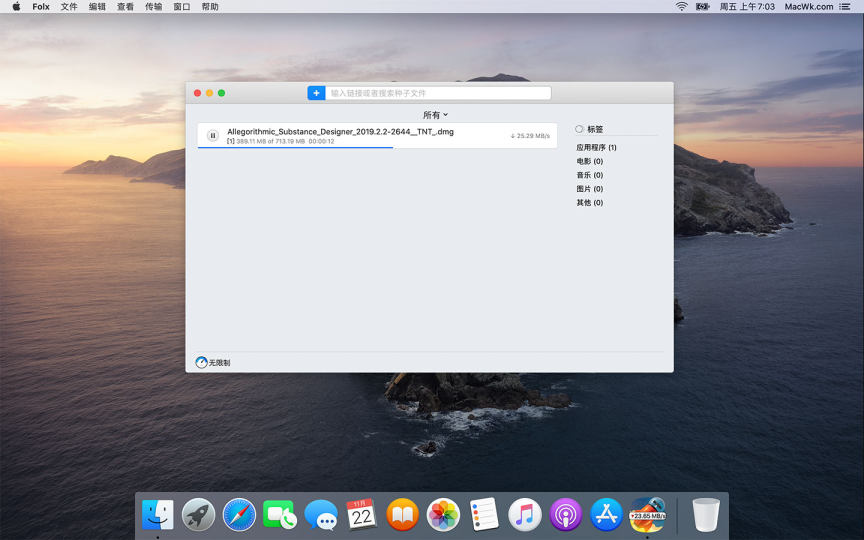 Folx 文件 编辑 查看 传输 窗口 帮助 周五 上午7:03 MacWk.com
输入链接或者搜索种子文件
所有
Allegorithmic_Substance_Designer_2019.2.2-2644__TNT_.dmg
[1] 389.11 MB of 713.19 MB 00:00:12
↓ 25.29 MB/s
标签
应用程序 (1)
电影 (0)
音乐 (0)
图片 (0)
其他 (0)
无限制
11月
22
+23.65 MB/s